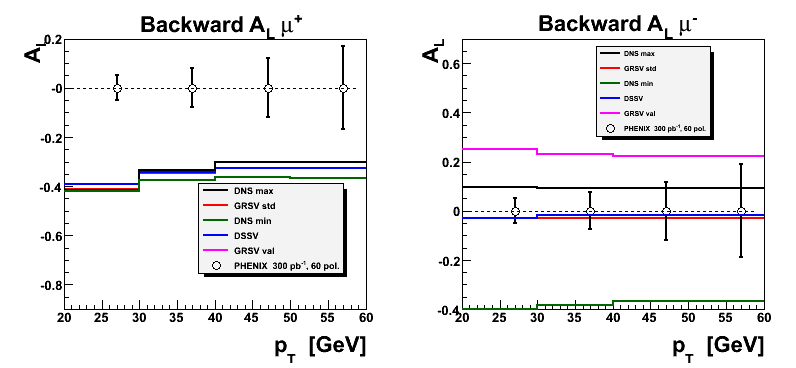 Backward A_L μ⁺
A_L
0.2
-0
-0.2
-0.4
-0.6
-0.8
DNS max
GRSV std
DNS min
DSSV
GRSV val
PHENIX 300 pb⁻¹, 60 pol.
20 25 30 35 40 45 50 55 60
p_T [GeV]
Backward A_L μ⁻
A_L
0.6
0.4
0.2
0
-0.2
-0.4
DNS max
GRSV std
DNS min
DSSV
GRSV val
PHENIX 300 pb⁻¹, 60 pol.
20 25 30 35 40 45 50 55 60
p_T [GeV]